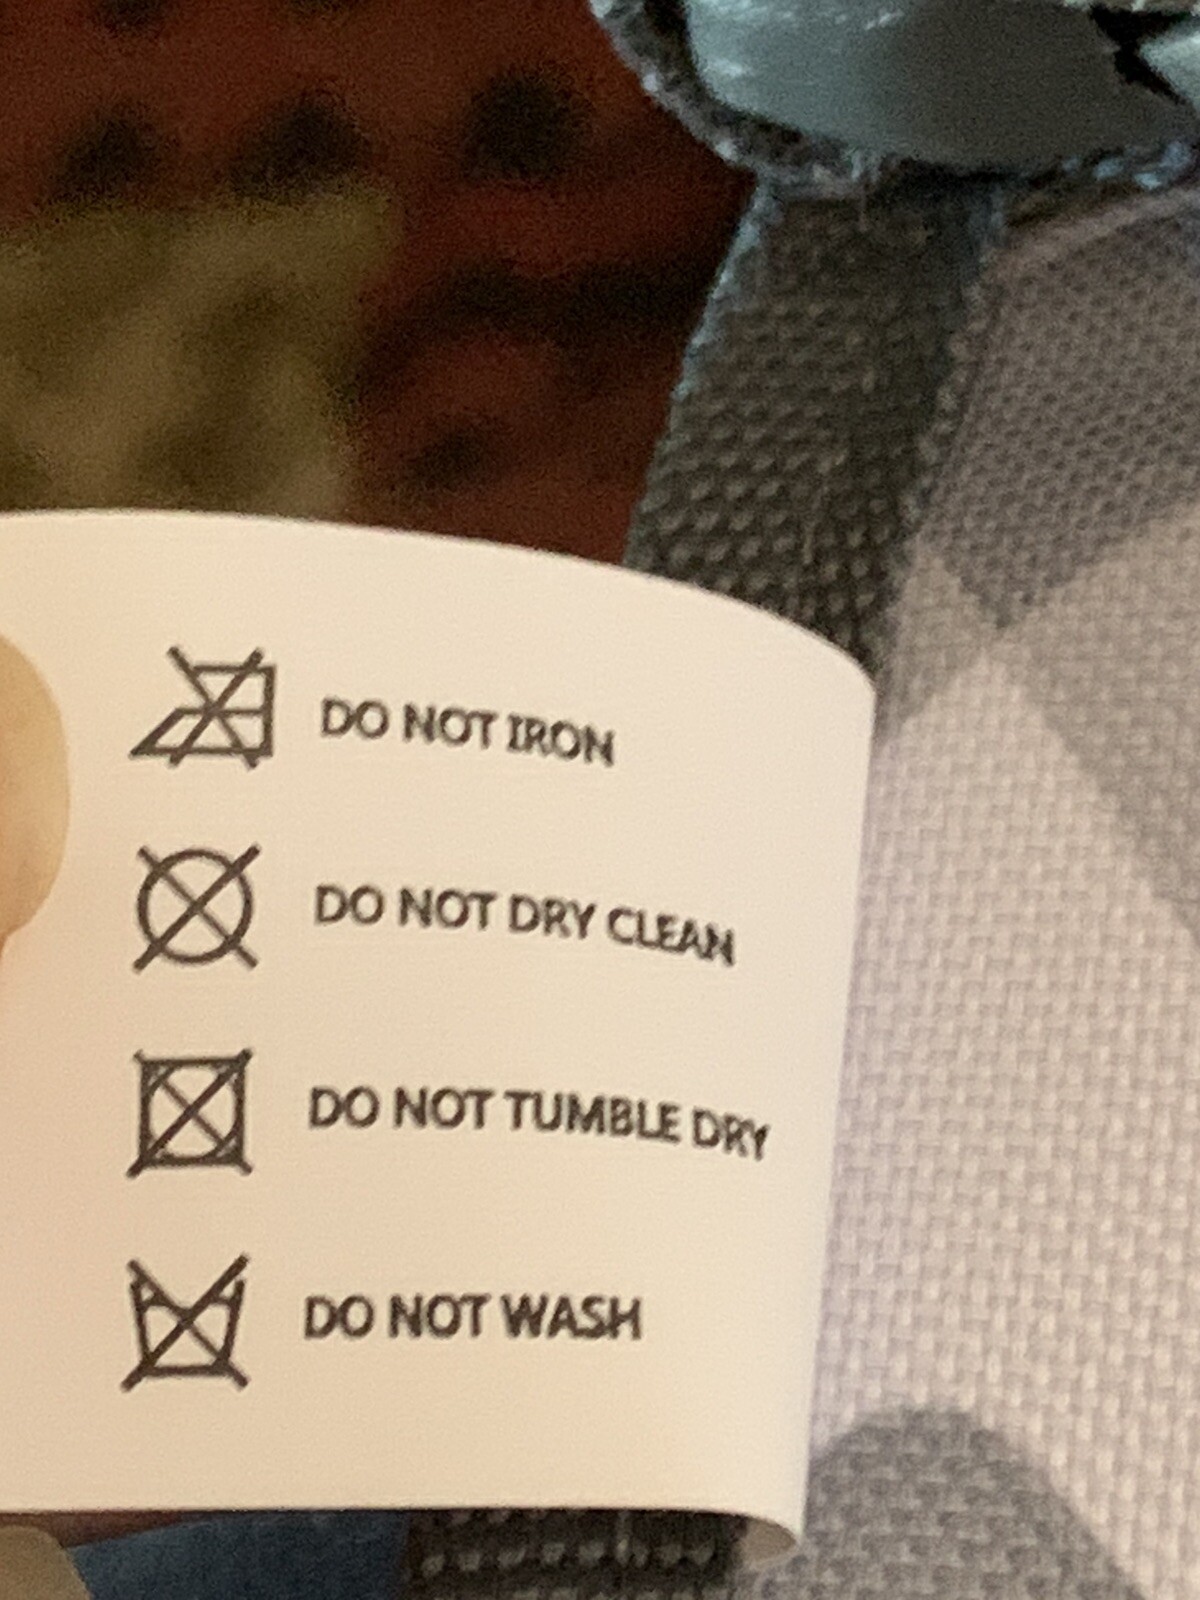 DO NOT IRON
DO NOT DRY CLEAN
DO NOT TUMBLE DRY
DO NOT WASH